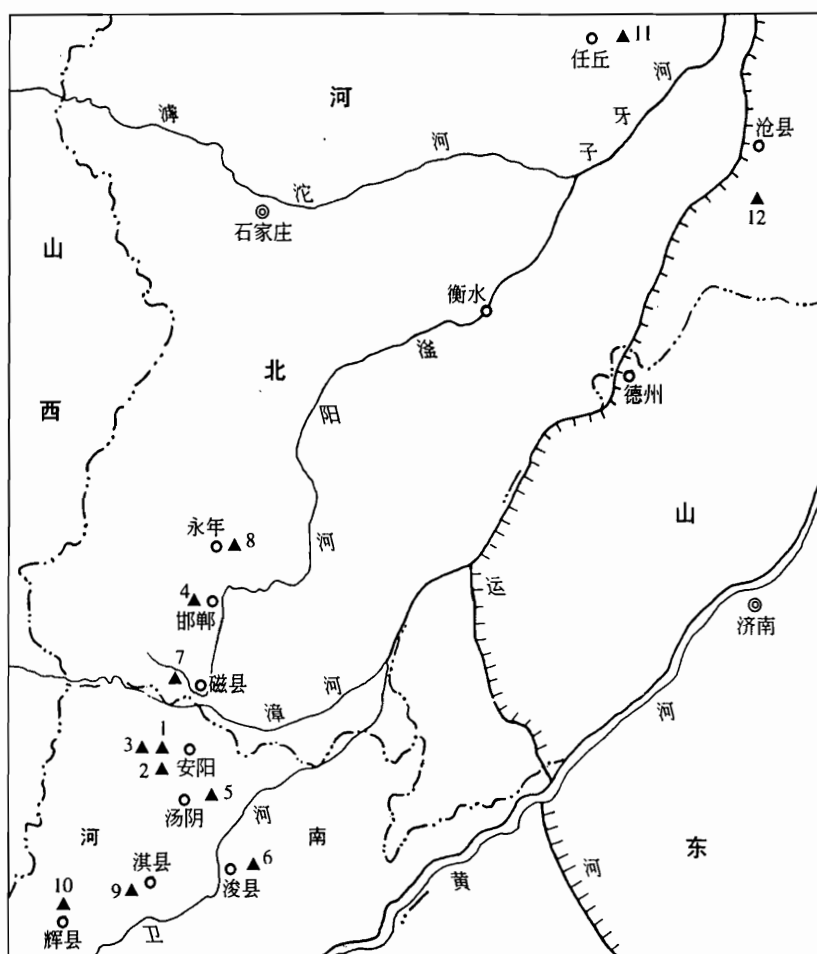 11
任丘
河
滹
沱
河
子
牙
河
沧县
12
石家庄
山
西
衡水
滏
阳
河
北
德州
永年
8
4
邯郸
7
磁县
漳
河
运
山
济南
河
3
1
2
安阳
5
汤阴
河
南
河
淇县
9
6
浚县
10
辉县
卫
黄
河
东